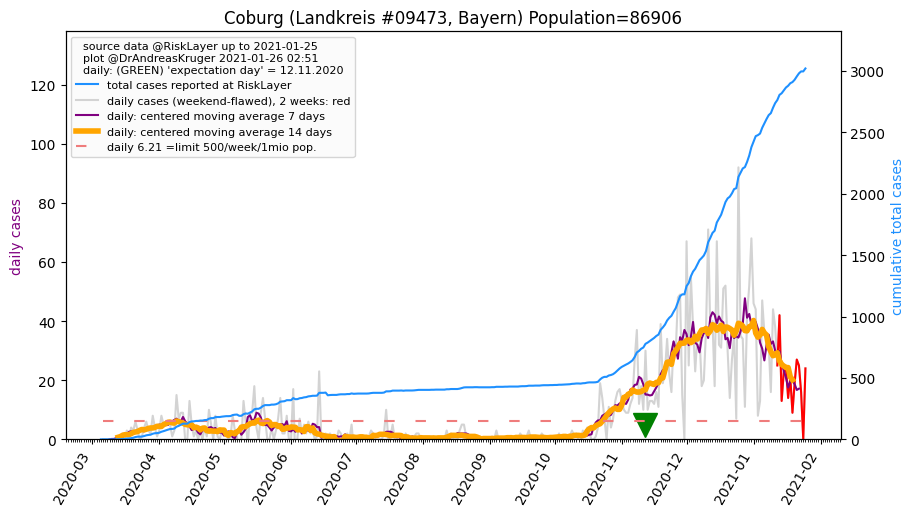 Coburg (Landkreis #09473, Bayern) Population=86906
source data @RiskLayer up to 2021-01-25
plot @DrAndreasKruger 2021-01-26 02:51
daily: (GREEN) 'expectation day' = 12.11.2020
total cases reported at RiskLayer
daily cases (weekend-flawed), 2 weeks: red
daily: centered moving average 7 days
daily: centered moving average 14 days
daily 6.21 =limit 500/week/1mio pop.
daily cases
120
100
80
60
40
20
0
cumulative total cases
3000
2500
2000
1500
1000
500
0
2020-03
2020-04
2020-05
2020-06
2020-07
2020-08
2020-09
2020-10
2020-11
2020-12
2021-01
2021-02